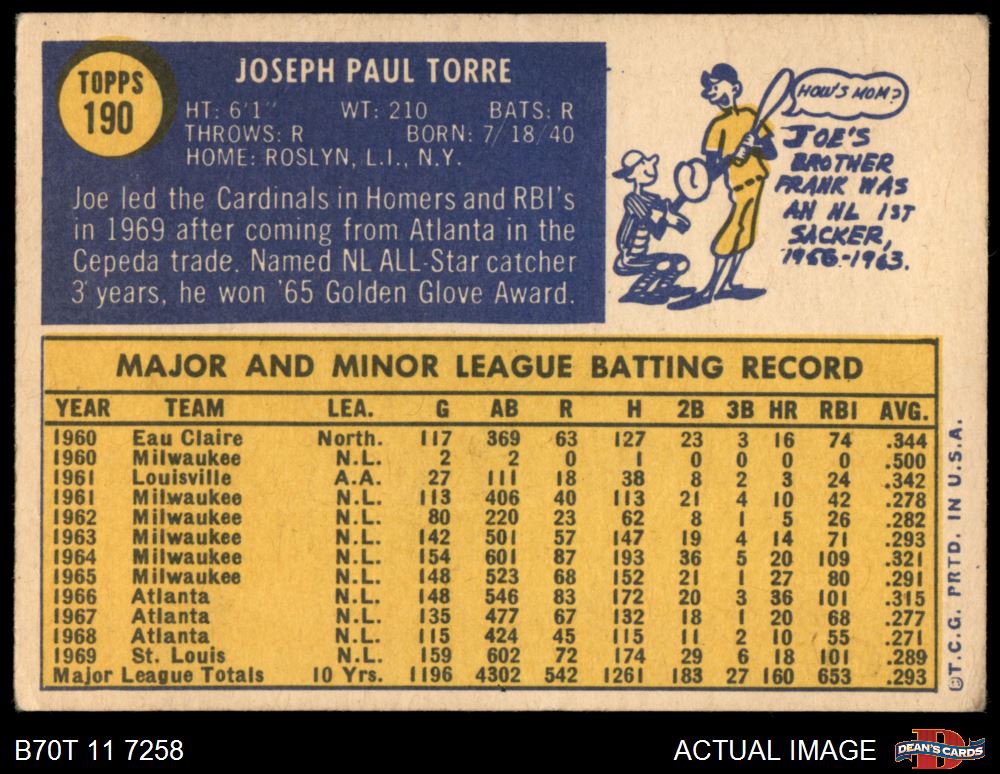 TOPPS
190
JOSEPH PAUL TORRE
HT: 6'1" WT: 210 BATS: R
THROWS: R BORN: 7/18/40
HOME: ROSLYN, L.I., N.Y.
Joe led the Cardinals in Homers and RBI's
in 1969 after coming from Atlanta in the
Cepeda trade. Named NL ALL-Star catcher
3 years, he won '65 Golden Glove Award.
HOW'S MOM?
JOE'S
BROTHER
FRANK WAS
AN NL 1ST
SACKER,
1956-1963.
MAJOR AND MINOR LEAGUE BATTING RECORD
YEAR TEAM LEA. G AB R H 2B 3B HR RBI AVG.
1960 Eau Claire North. 117 369 63 127 23 3 16 74 .344
1960 Milwaukee N.L. 2 2 0 1 0 0 0 0 .500
1961 Louisville A.A. 27 111 18 38 8 2 3 24 .342
1961 Milwaukee N.L. 113 406 40 113 21 4 10 42 .278
1962 Milwaukee N.L. 80 220 23 62 8 1 5 26 .282
1963 Milwaukee N.L. 142 501 57 147 19 4 14 71 .293
1964 Milwaukee N.L. 154 601 87 193 36 5 20 109 .321
1965 Milwaukee N.L. 148 523 68 152 21 1 27 80 .291
1966 Atlanta N.L. 148 546 83 172 20 3 36 101 .315
1967 Atlanta N.L. 135 477 67 132 18 1 20 68 .277
1968 Atlanta N.L. 115 424 45 115 11 2 10 55 .271
1969 St. Louis N.L. 159 602 72 174 29 6 18 101 .289
Major League Totals 10 Yrs. 1196 4302 542 1261 183 27 160 653 .293
©T.C.G. PRTD. IN U.S.A.
B70T 11 7258
ACTUAL IMAGE
D
DEAN'S CARDS